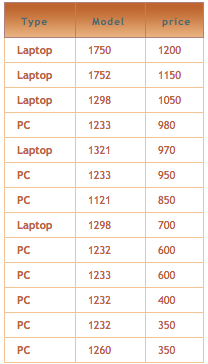 Type Model price
Laptop 1750 1200
Laptop 1752 1150
Laptop 1298 1050
PC 1233 980
Laptop 1321 970
PC 1233 950
PC 1121 850
Laptop 1298 700
PC 1232 600
PC 1233 600
PC 1232 400
PC 1232 350
PC 1260 350